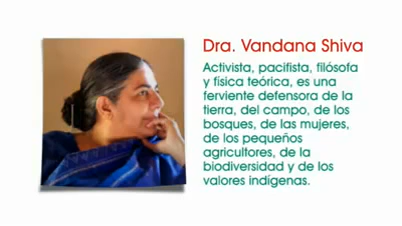 Dra. Vandana Shiva
Activista, pacifista, filósofa
y física teórica, es una
ferviente defensora de la
tierra, del campo, de los
bosques, de las mujeres,
de los pequeños
agricultores, de la
biodiversidad y de los
valores indígenas.